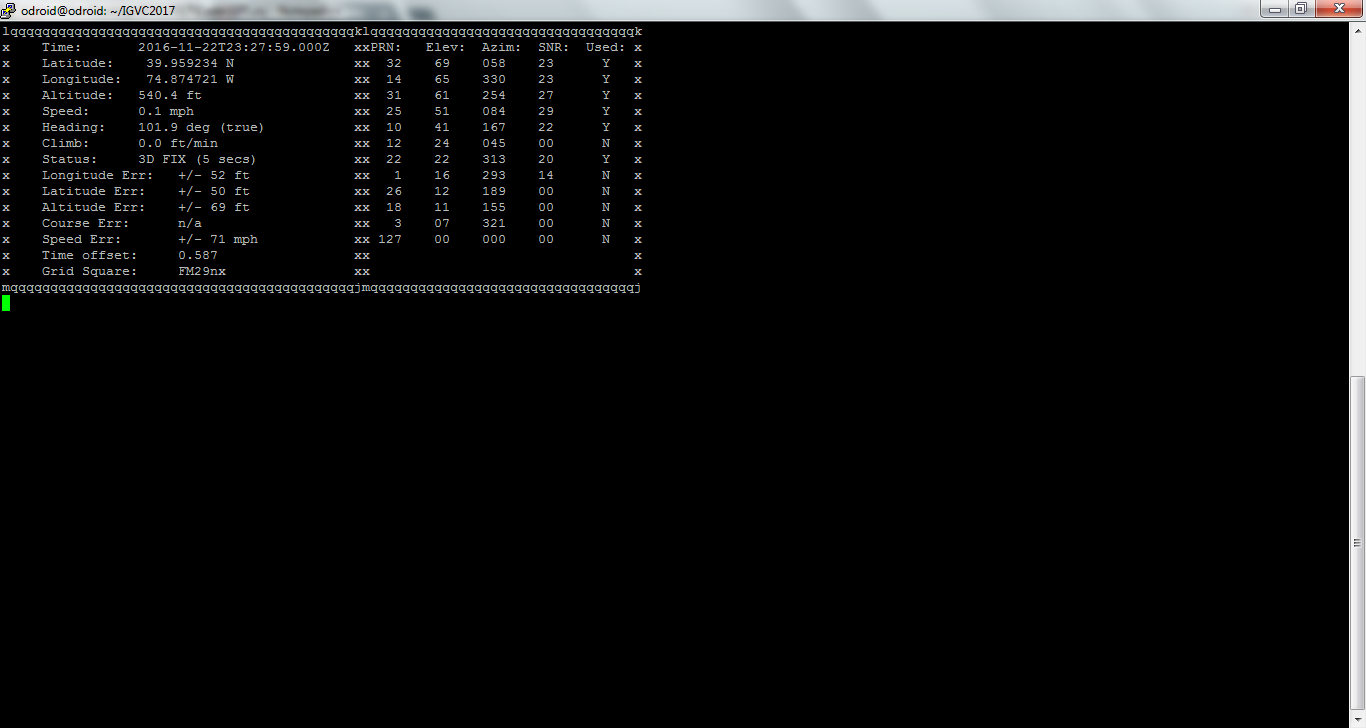 odroid@odroid: ~/IGVC2017
lqqqqqqqqqqqqqqqqqqqqqqqqqqqqqqqqqqqqqqqqqqqklqqqqqqqqqqqqqqqqqqqqqqqqqqqqqqqqqk
x    Time:       2016-11-22T23:27:59.000Z   xxPRN:   Elev:  Azim:  SNR:  Used: x
x    Latitude:    39.959234 N               xx  32    69    058    23      Y   x
x    Longitude:   74.874721 W               xx  14    65    330    23      Y   x
x    Altitude:   540.4 ft                   xx  31    61    254    27      Y   x
x    Speed:      0.1 mph                    xx  25    51    084    29      Y   x
x    Heading:    101.9 deg (true)           xx  10    41    167    22      Y   x
x    Climb:      0.0 ft/min                 xx  12    24    045    00      N   x
x    Status:     3D FIX (5 secs)            xx  22    22    313    20      Y   x
x    Longitude Err:   +/- 52 ft             xx   1    16    293    14      N   x
x    Latitude Err:    +/- 50 ft             xx  26    12    189    00      N   x
x    Altitude Err:    +/- 69 ft             xx  18    11    155    00      N   x
x    Course Err:      n/a                   xx   3    07    321    00      N   x
x    Speed Err:       +/- 71 mph            xx 127    00    000    00      N   x
x    Time offset:     0.587                 xx                                 x
x    Grid Square:     FM29nx                xx                                 x
mqqqqqqqqqqqqqqqqqqqqqqqqqqqqqqqqqqqqqqqqqqqjmqqqqqqqqqqqqqqqqqqqqqqqqqqqqqqqqqj